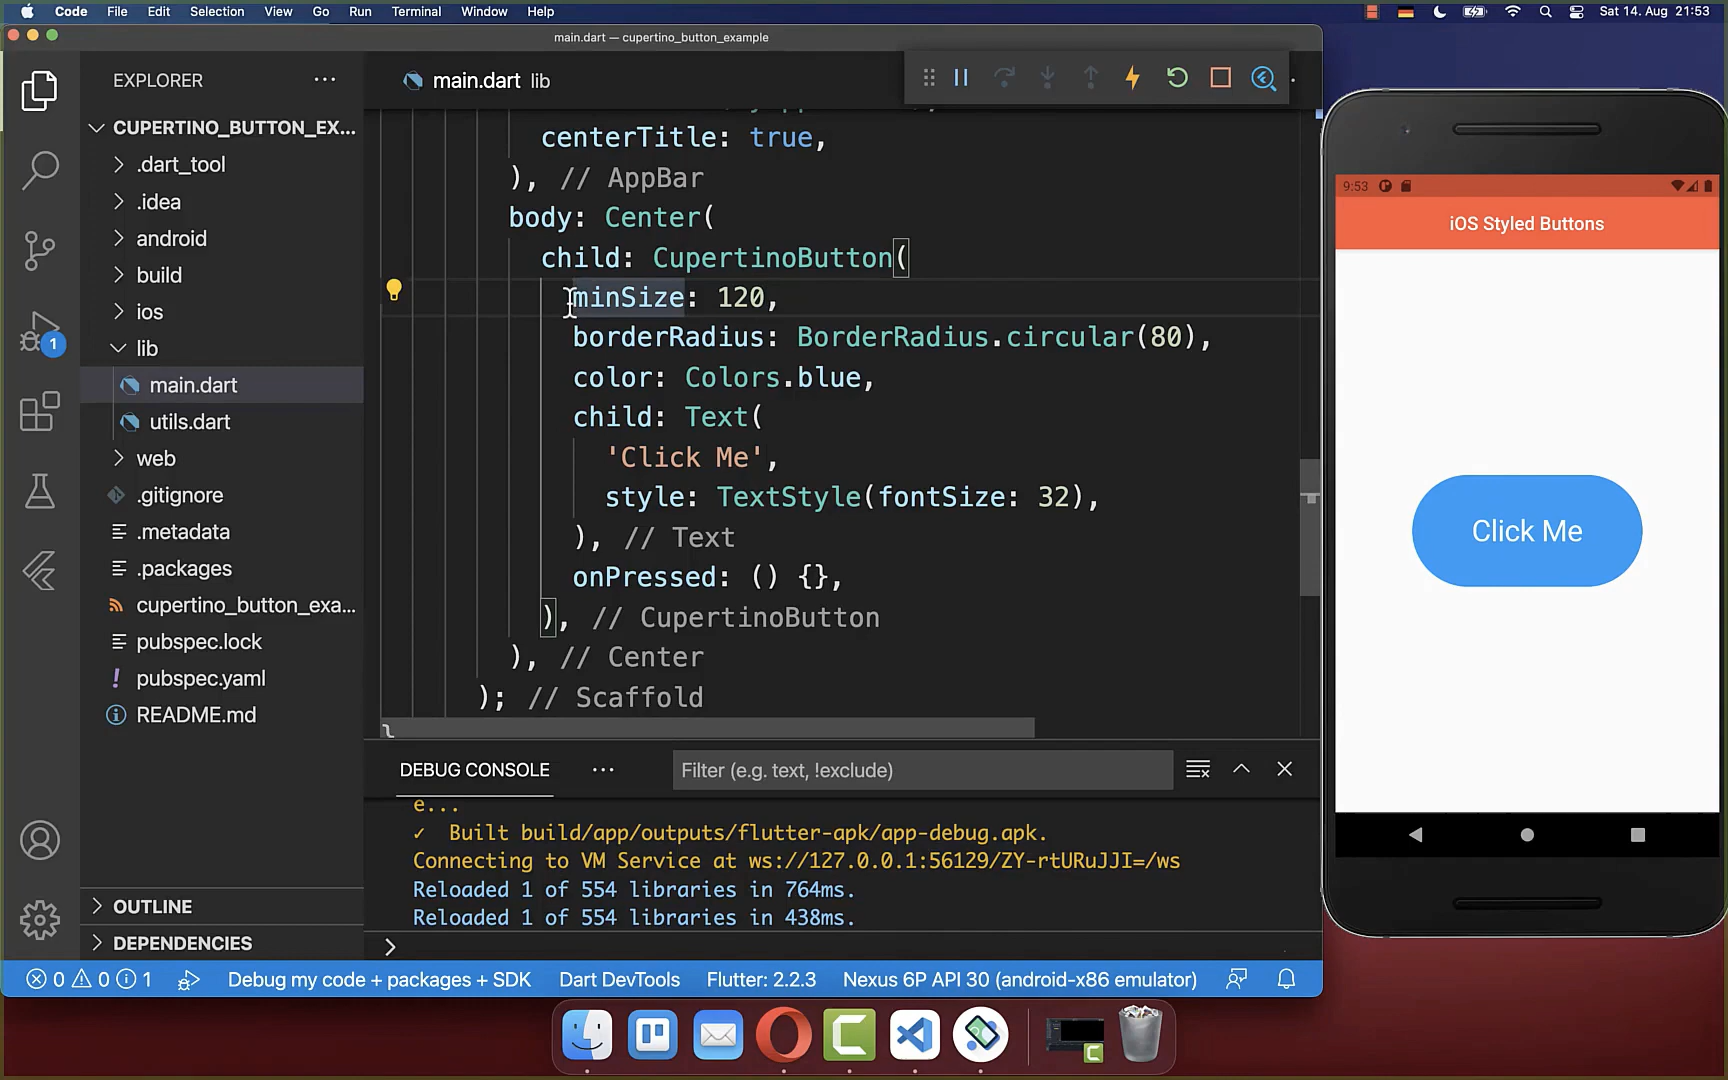 Code File Edit Selection View Go Run Terminal Window Help
Sat 14. Aug 21:53
main.dart — cupertino_button_example
EXPLORER
CUPERTINO_BUTTON_EX...
.dart_tool
.idea
android
build
ios
lib
main.dart
utils.dart
web
.gitignore
.metadata
.packages
cupertino_button_exa...
pubspec.lock
pubspec.yaml
README.md
OUTLINE
DEPENDENCIES
1
main.dart lib
centerTitle: true,
), // AppBar
body: Center(
child: CupertinoButton(
minSize: 120,
borderRadius: BorderRadius.circular(80),
color: Colors.blue,
child: Text(
'Click Me',
style: TextStyle(fontSize: 32),
), // Text
onPressed: () {},
), // CupertinoButton
), // Center
); // Scaffold
DEBUG CONSOLE
Filter (e.g. text, !exclude)
e...
✓ Built build/app/outputs/flutter-apk/app-debug.apk.
Connecting to VM Service at ws://127.0.0.1:56129/ZY-rtURuJJI=/ws
Reloaded 1 of 554 libraries in 764ms.
Reloaded 1 of 554 libraries in 438ms.
0 0 1 Debug my code + packages + SDK Dart DevTools Flutter: 2.2.3 Nexus 6P API 30 (android-x86 emulator)
9:53
iOS Styled Buttons
Click Me